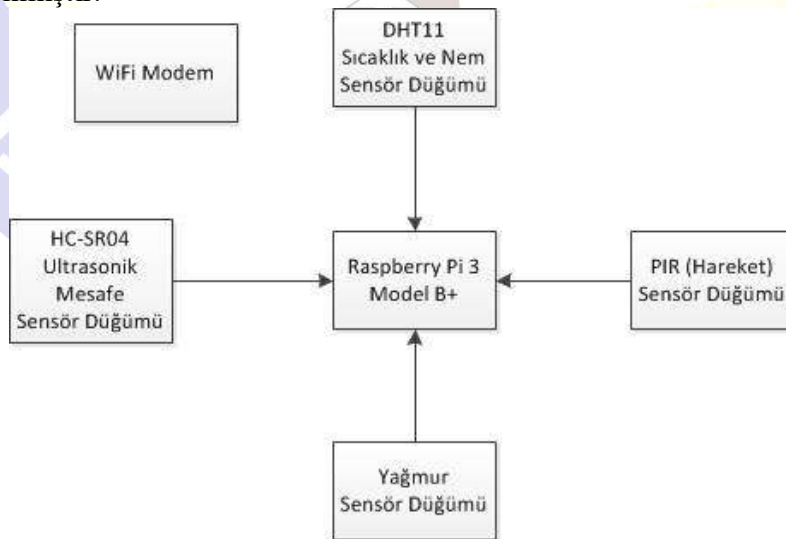 WiFi Modem
DHT11
Sıcaklık ve Nem
Sensör Düğümü
HC-SR04
Ultrasonik
Mesafe
Sensör Düğümü
Raspberry Pi 3
Model B+
PIR (Hareket)
Sensör Düğümü
Yağmur
Sensör Düğümü